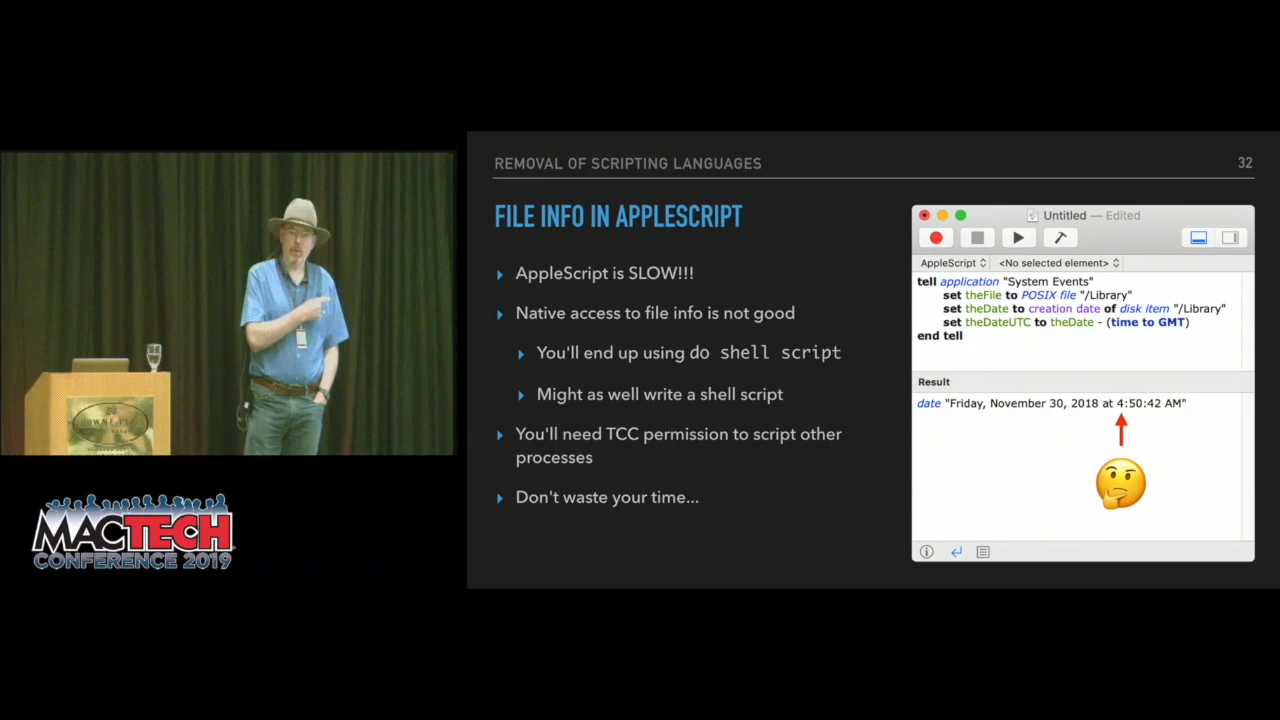 REMOVAL OF SCRIPTING LANGUAGES
32
FILE INFO IN APPLESCRIPT
AppleScript is SLOW!!!
Native access to file info is not good
You'll end up using do shell script
Might as well write a shell script
You'll need TCC permission to script other
processes
Don't waste your time...
Untitled — Edited
AppleScript
<No selected element>
tell application "System Events"
set theFile to POSIX file "/Library"
set theDate to creation date of disk item "/Library"
set theDateUTC to theDate - (time to GMT)
end tell
Result
date "Friday, November 30, 2018 at 4:50:42 AM"
MACTECH
CONFERENCE 2019